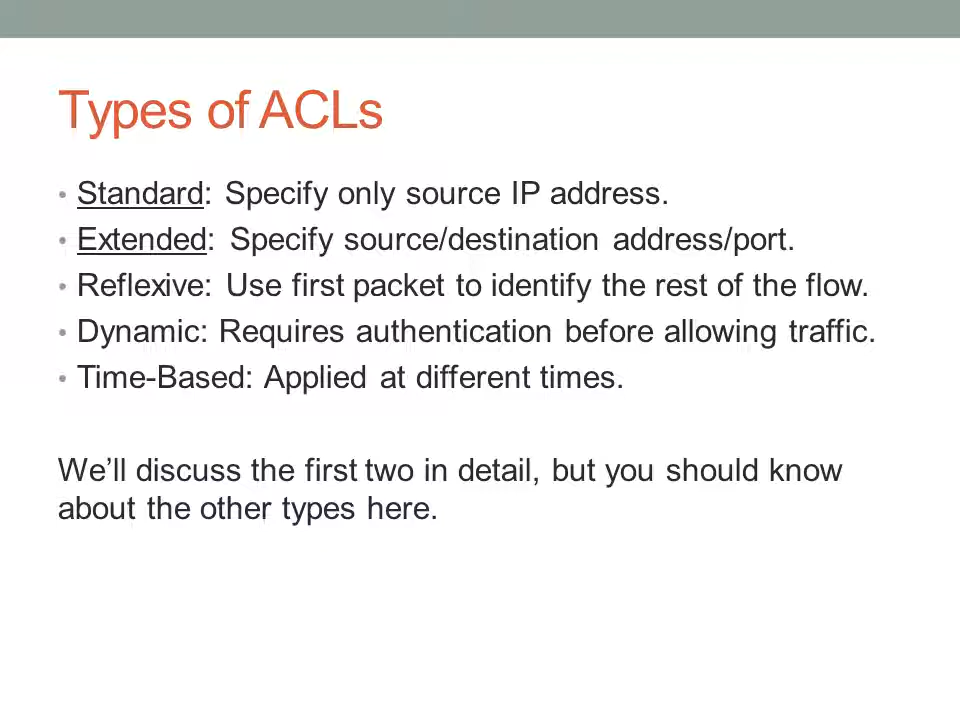 Types of ACLs
• Standard: Specify only source IP address.
• Extended: Specify source/destination address/port.
• Reflexive: Use first packet to identify the rest of the flow.
• Dynamic: Requires authentication before allowing traffic.
• Time-Based: Applied at different times.
We’ll discuss the first two in detail, but you should know
about the other types here.